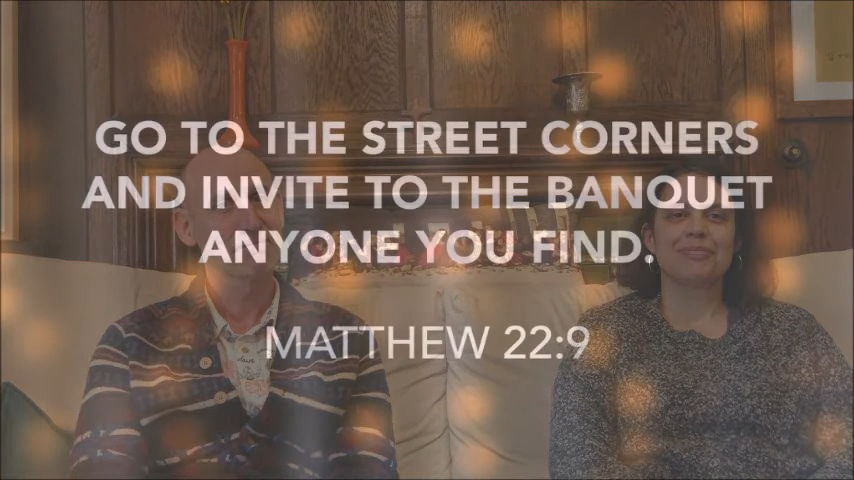 GO TO THE STREET CORNERS
AND INVITE TO THE BANQUET
ANYONE YOU FIND.
MATTHEW 22:9